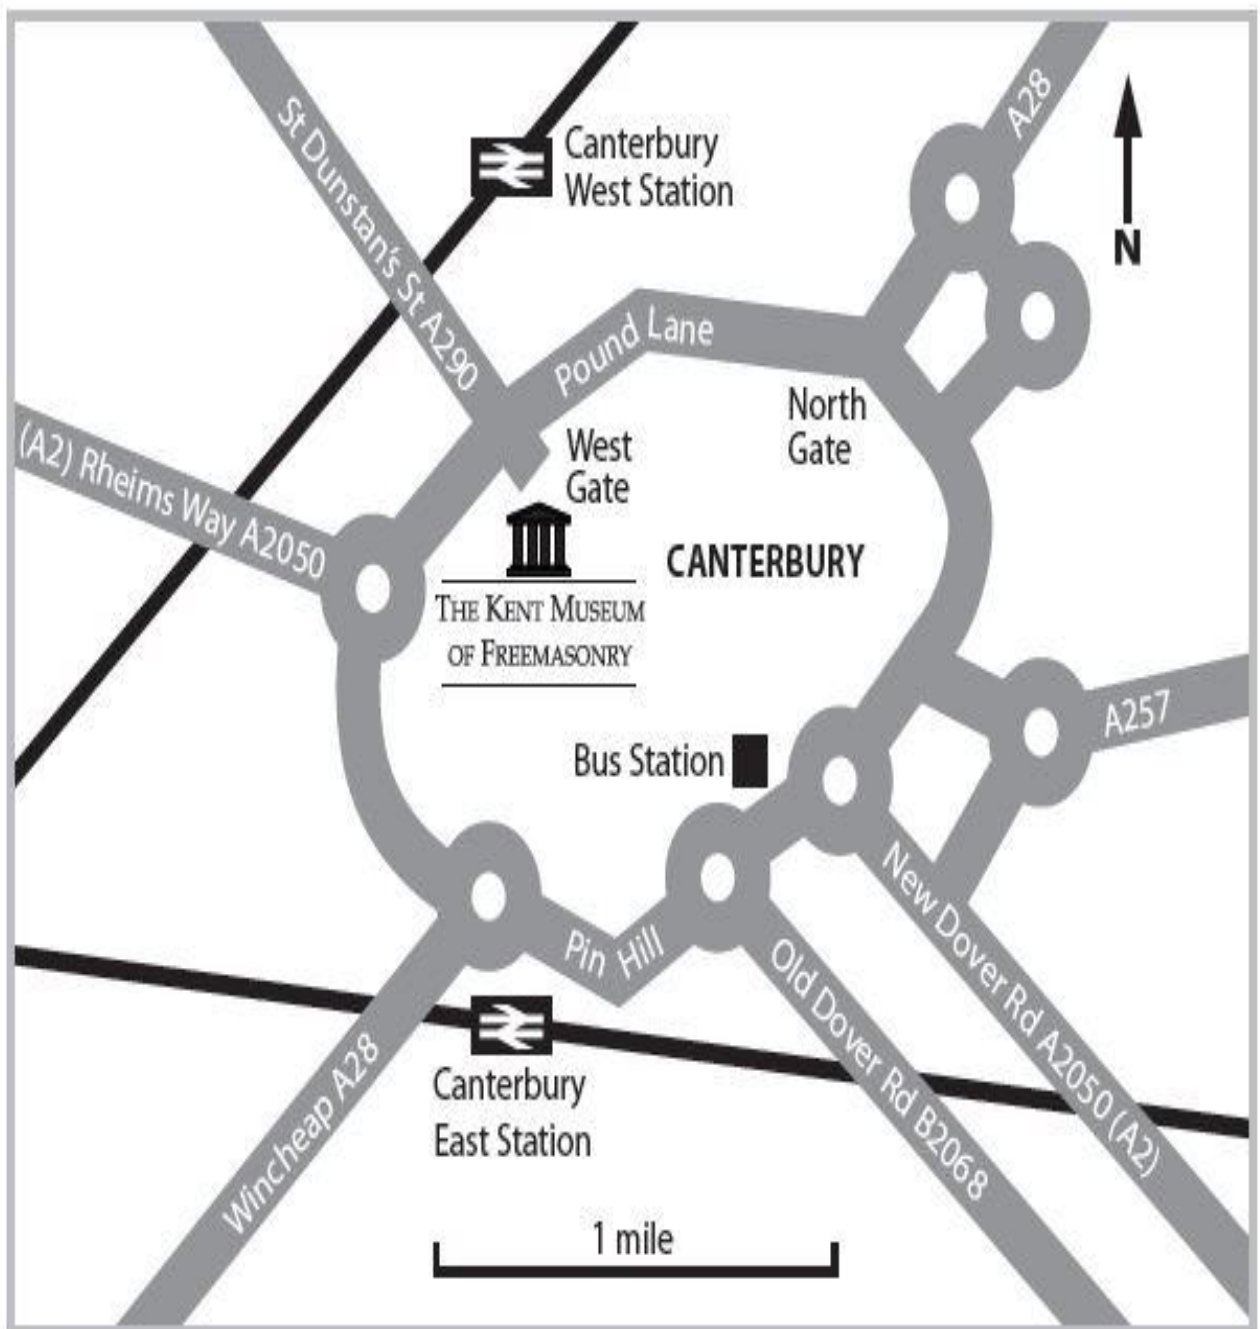 A28
St Dunstan's St A290
Canterbury
West Station
N
Pound Lane
North
Gate
(A2) Rheims Way A2050
West
Gate
CANTERBURY
THE KENT MUSEUM
OF FREEMASONRY
A257
Bus Station
New Dover Rd A2050 (A2)
Pin Hill
Old Dover Rd B2068
Wincheap A28
Canterbury
East Station
1 mile